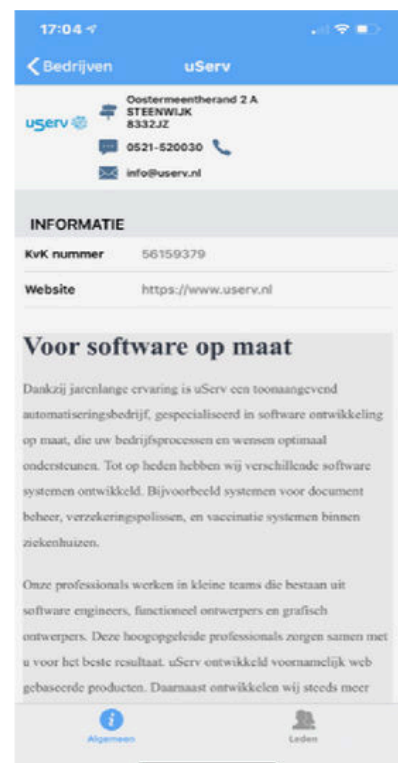 17:04
Bedrijven
uServ
userv
Oostermeentherand 2 A
STEENWIJK
8332JZ
0521-520030
info@userv.nl
INFORMATIE
KvK nummer 56159379
Website https://www.userv.nl
Voor software op maat
Dankzij jarenlange ervaring is uServ een toonaangevend
automatiseringsbedrijf, gespecialiseerd in software ontwikkeling
op maat, die uw bedrijfsprocessen en wensen optimaal
ondersteunen. Tot op heden hebben wij verschillende software
systemen ontwikkeld. Bijvoorbeeld systemen voor document
beheer, verzekeringspolissen, en vaccinatie systemen binnen
ziekenhuizen.
Onze professionals werken in kleine teams die bestaan uit
software engineers, functioneel ontwerpers en grafisch
ontwerpers. Deze hoogopgeleide professionals zorgen samen met
u voor het beste resultaat. uServ ontwikkeld voornamelijk web
gebaseerde producten. Daarnaast ontwikkelen wij steeds meer
Algemeen
Leden